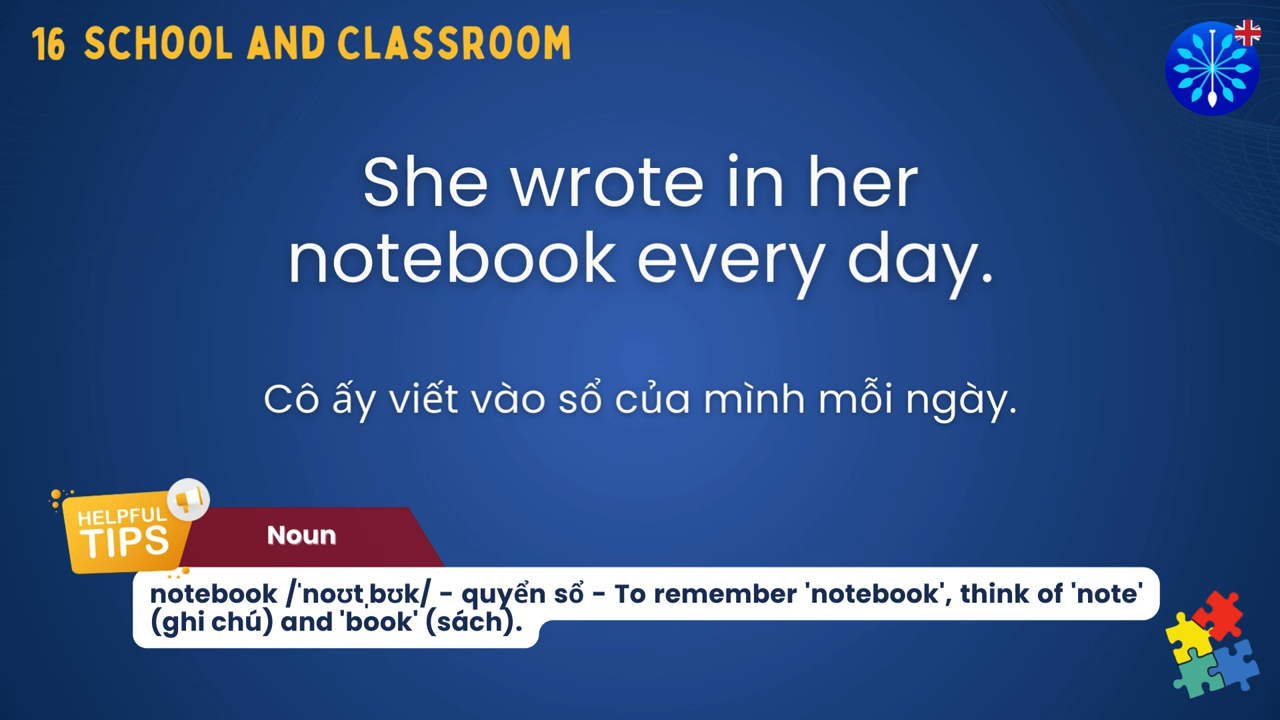 16 SCHOOL AND CLASSROOM
She wrote in her
notebook every day.
Cô ấy viết vào sổ của mình mỗi ngày.
HELPFUL
TIPS
Noun
notebook /ˈnoʊtˌbʊk/ - quyển sổ - To remember 'notebook', think of 'note'
(ghi chú) and 'book' (sách).